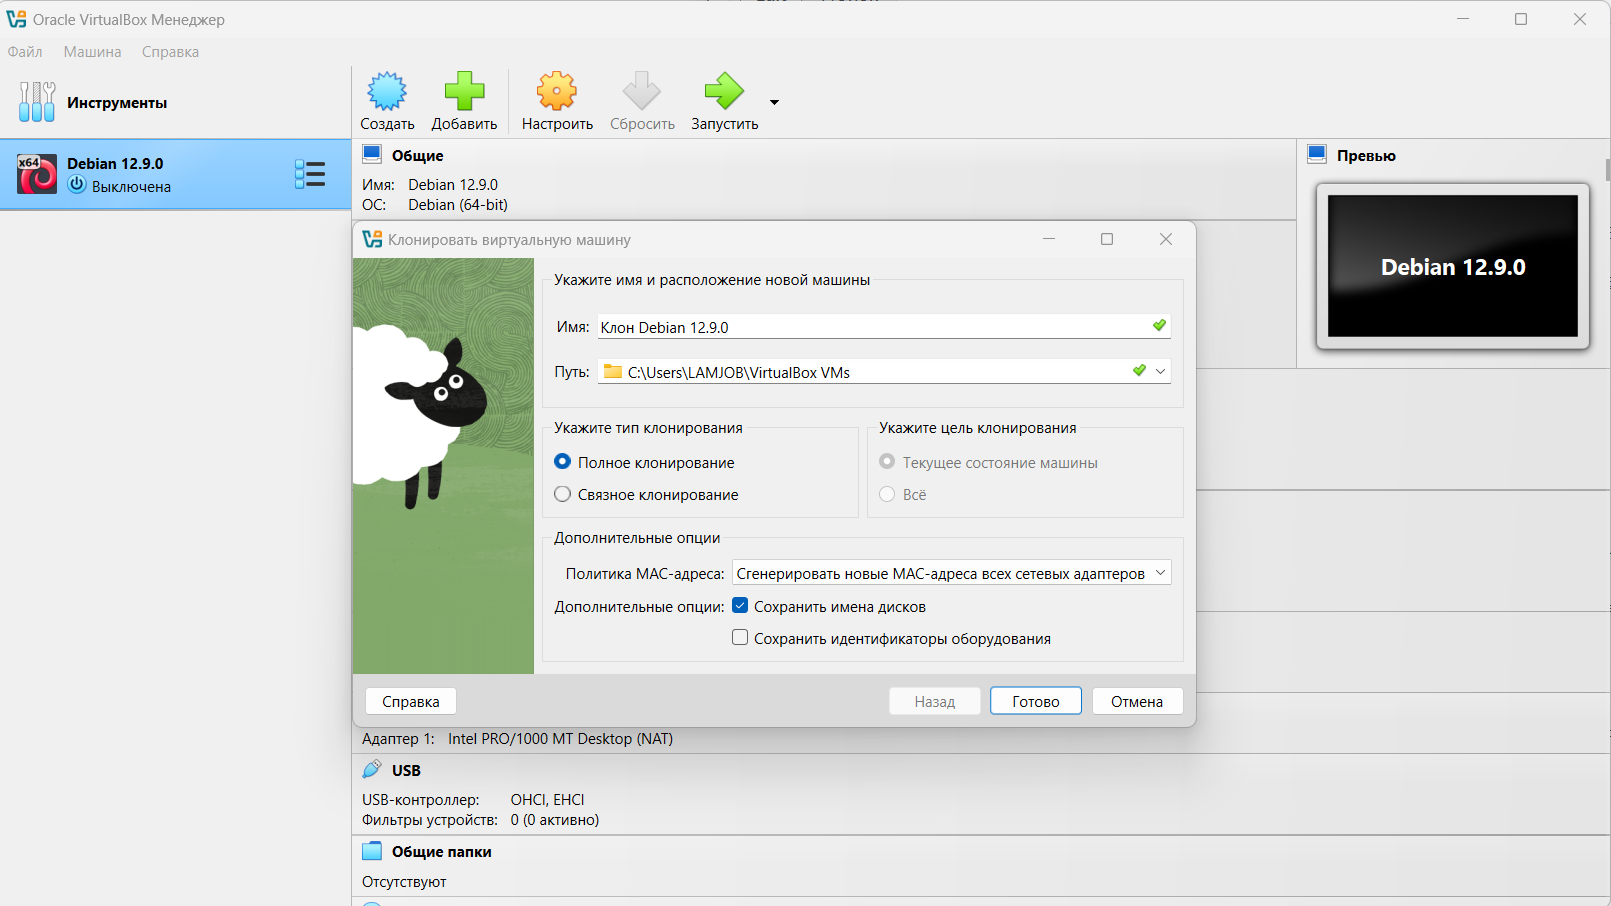 Oracle VirtualBox Менеджер
Файл Машина Справка
Инструменты
Создать Добавить Настроить Сбросить Запустить
x64
Debian 12.9.0
Выключена
Общие
Имя: Debian 12.9.0
ОС: Debian (64-bit)
Превью
Debian 12.9.0
Клонировать виртуальную машину
Укажите имя и расположение новой машины
Имя: Клон Debian 12.9.0
Путь: C:\Users\LAMJOB\VirtualBox VMs
Укажите тип клонирования
Полное клонирование
Связное клонирование
Укажите цель клонирования
Текущее состояние машины
Всё
Дополнительные опции
Политика MAC-адреса: Сгенерировать новые MAC-адреса всех сетевых адаптеров
Дополнительные опции: Сохранить имена дисков
Сохранить идентификаторы оборудования
Справка Назад Готово Отмена
Адаптер 1: Intel PRO/1000 MT Desktop (NAT)
USB
USB-контроллер: OHCI, EHCI
Фильтры устройств: 0 (0 активно)
Общие папки
Отсутствуют